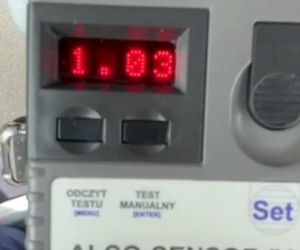 1.03
ODCZYT TEST
TESTU MANUALNY
[MENU] [ENTER]
Set
ALCO-SENSOR